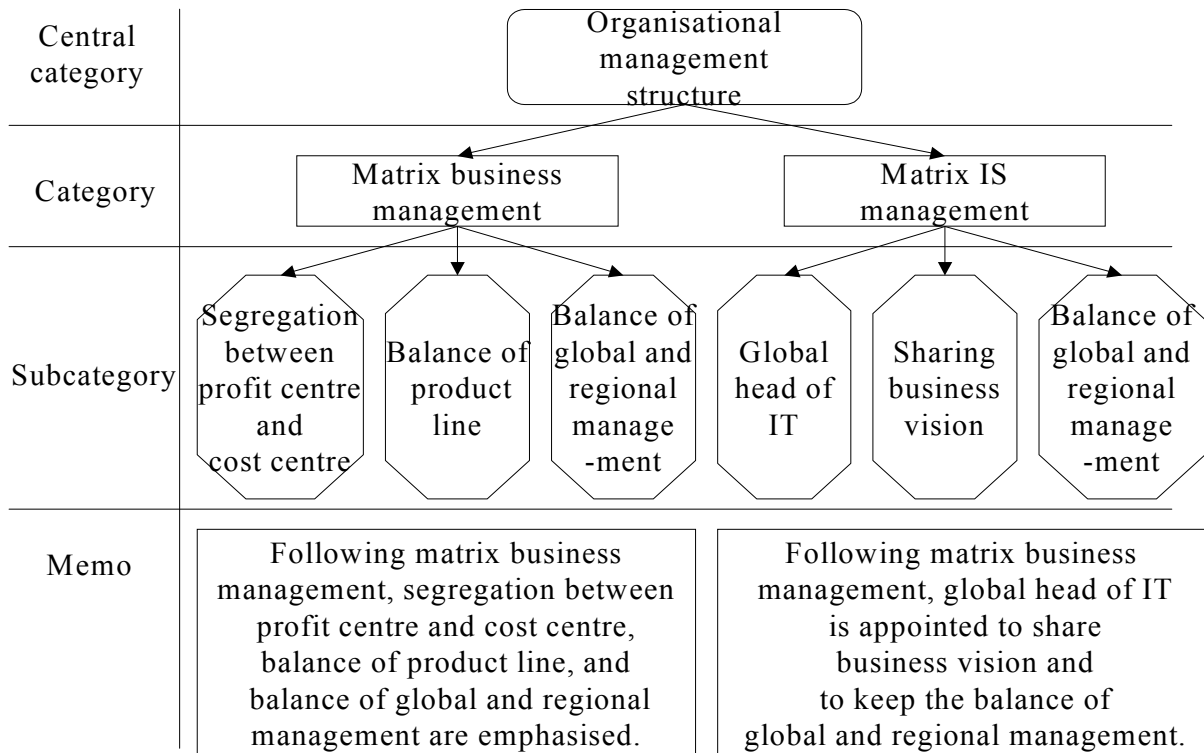 Central
category
Organisational
management
structure
Category
Matrix business
management
Matrix IS
management
Subcategory
Segregation
between
profit centre
and
cost centre
Balance of
product
line
Balance of
global and
regional
manage
-ment
Global
head of
IT
Sharing
business
vision
Balance of
global and
regional
manage
-ment
Memo
Following matrix business
management, segregation between
profit centre and cost centre,
balance of product line, and
balance of global and regional
management are emphasised.
Following matrix business
management, global head of IT
is appointed to share
business vision and
to keep the balance of
global and regional management.